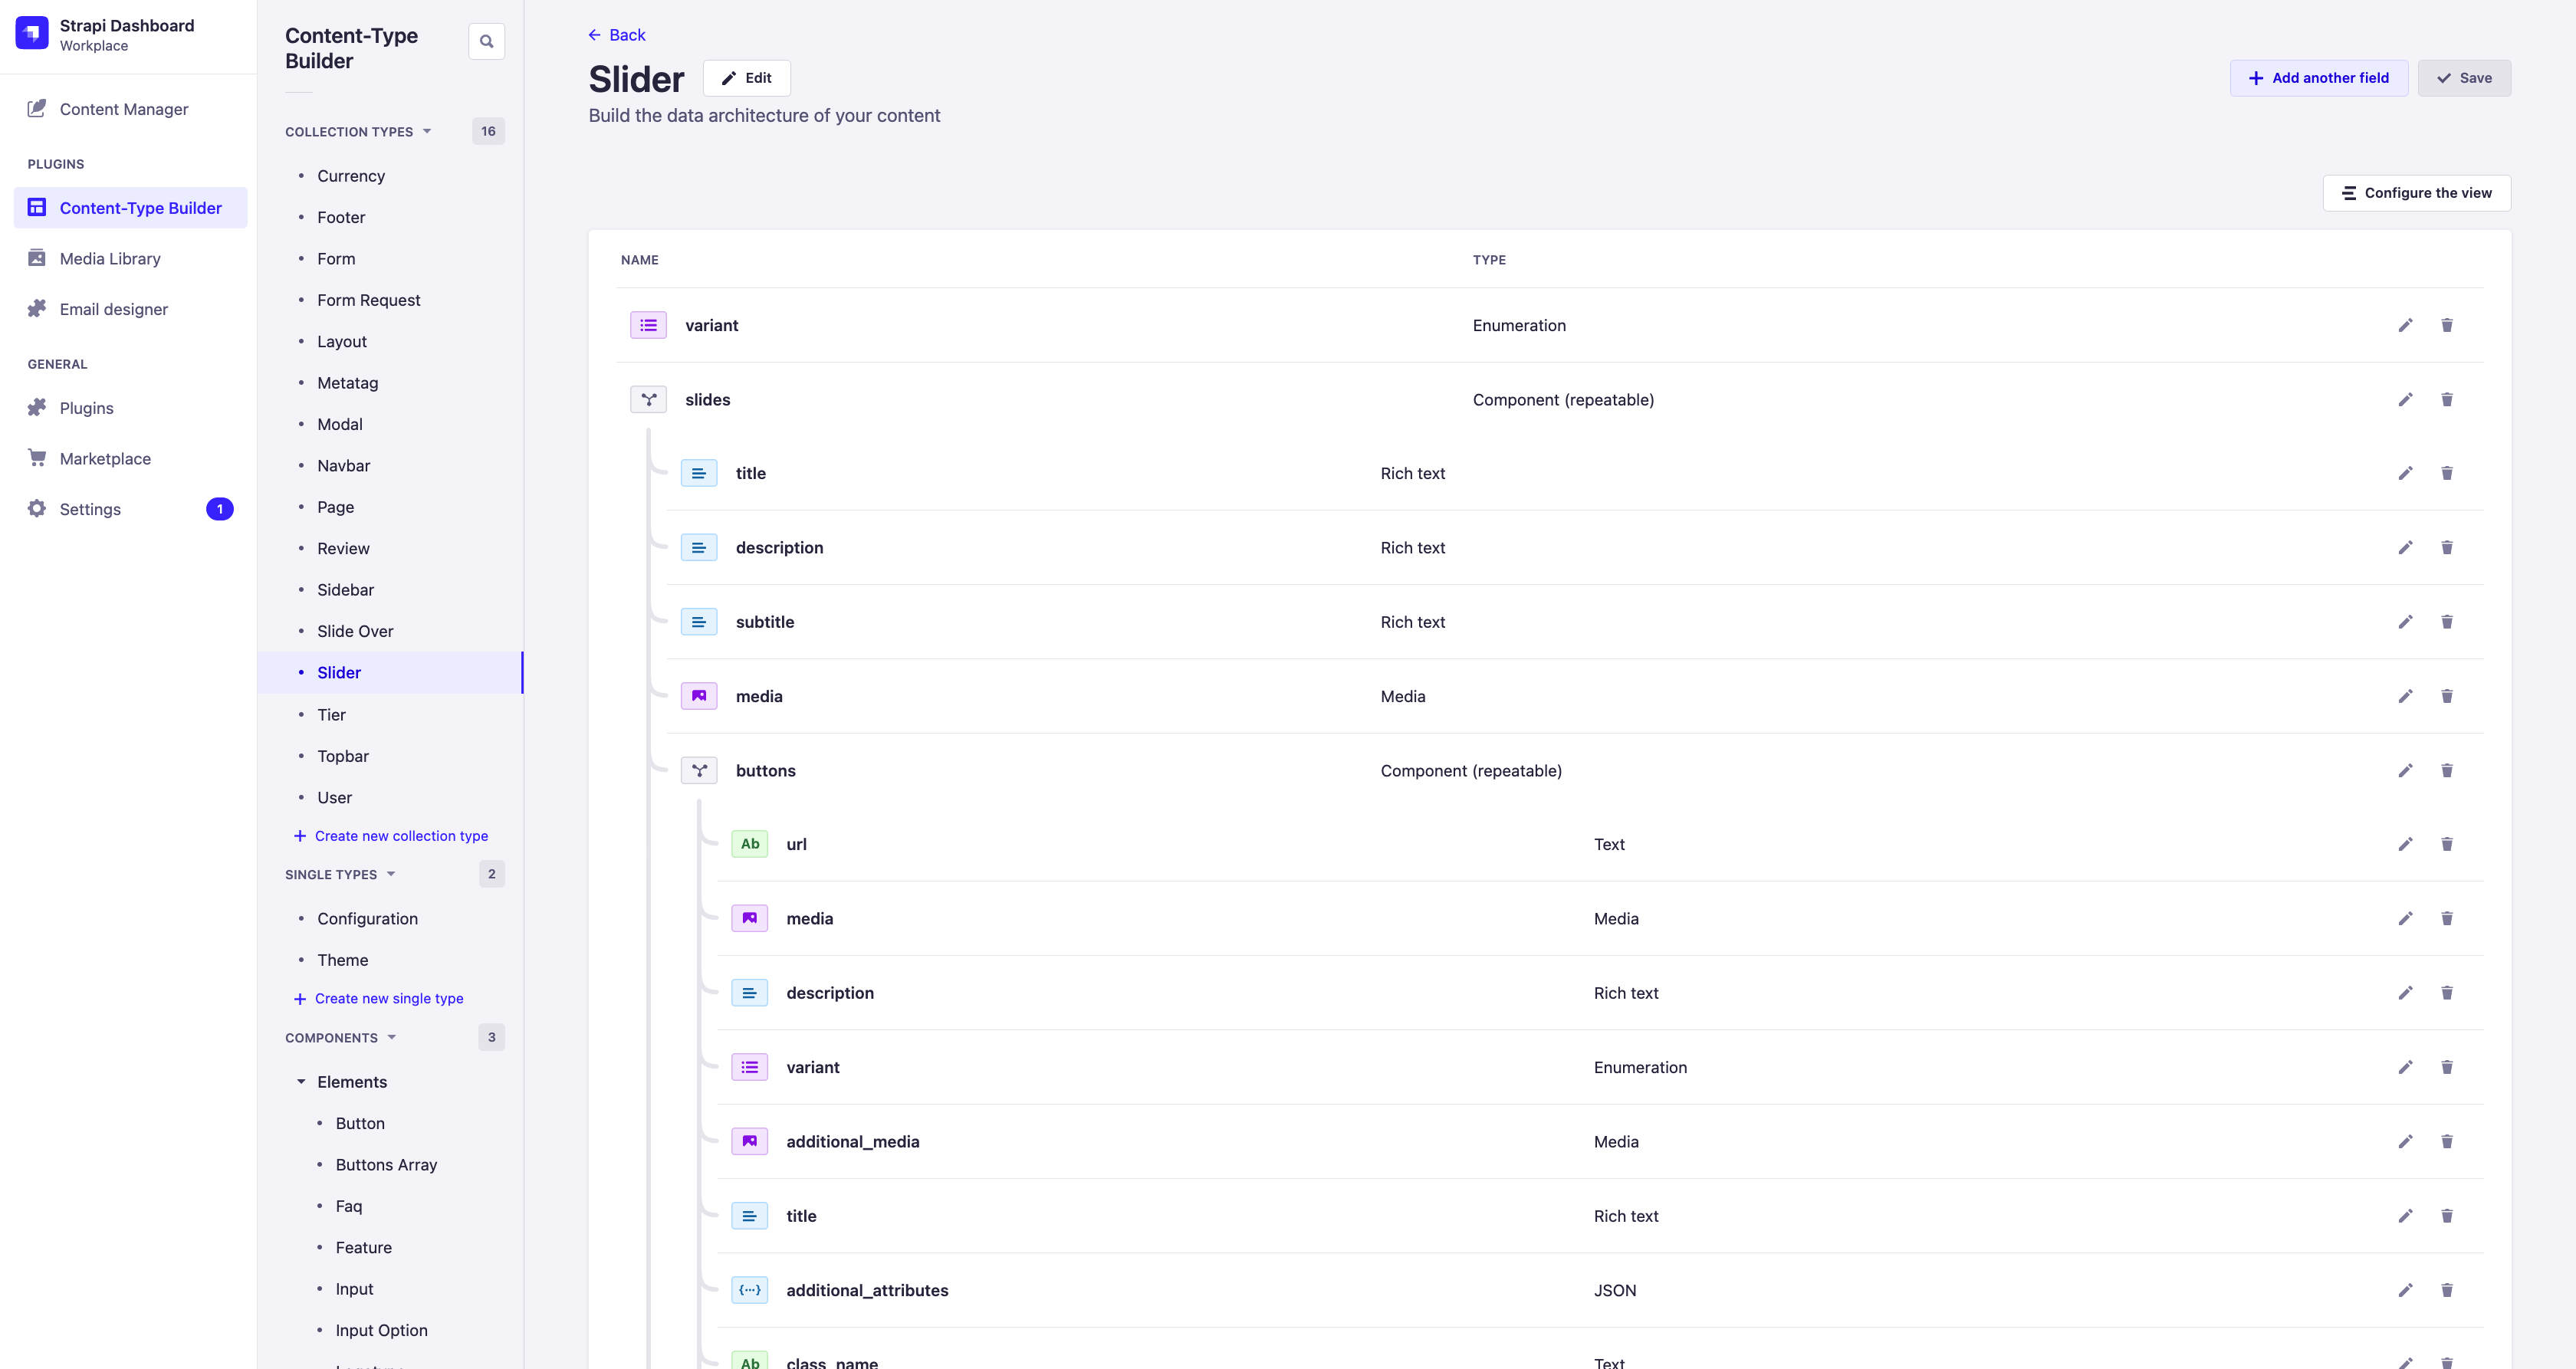 Strapi Dashboard
Workplace
Content Manager
PLUGINS
Content-Type Builder
Media Library
Email designer
GENERAL
Plugins
Marketplace
Settings
1
Content-Type
Builder
COLLECTION TYPES
16
Currency
Footer
Form
Form Request
Layout
Metatag
Modal
Navbar
Page
Review
Sidebar
Slide Over
Slider
Tier
Topbar
User
Create new collection type
SINGLE TYPES
2
Configuration
Theme
Create new single type
COMPONENTS
3
Elements
Button
Buttons Array
Faq
Feature
Input
Input Option
Back
Slider
Edit
Build the data architecture of your content
Add another field
Save
Configure the view
NAME TYPE
variant Enumeration
slides Component (repeatable)
title Rich text
description Rich text
subtitle Rich text
media Media
buttons Component (repeatable)
Ab url Text
media Media
description Rich text
variant Enumeration
additional_media Media
title Rich text
{···} additional_attributes JSON
Ab class_name Text